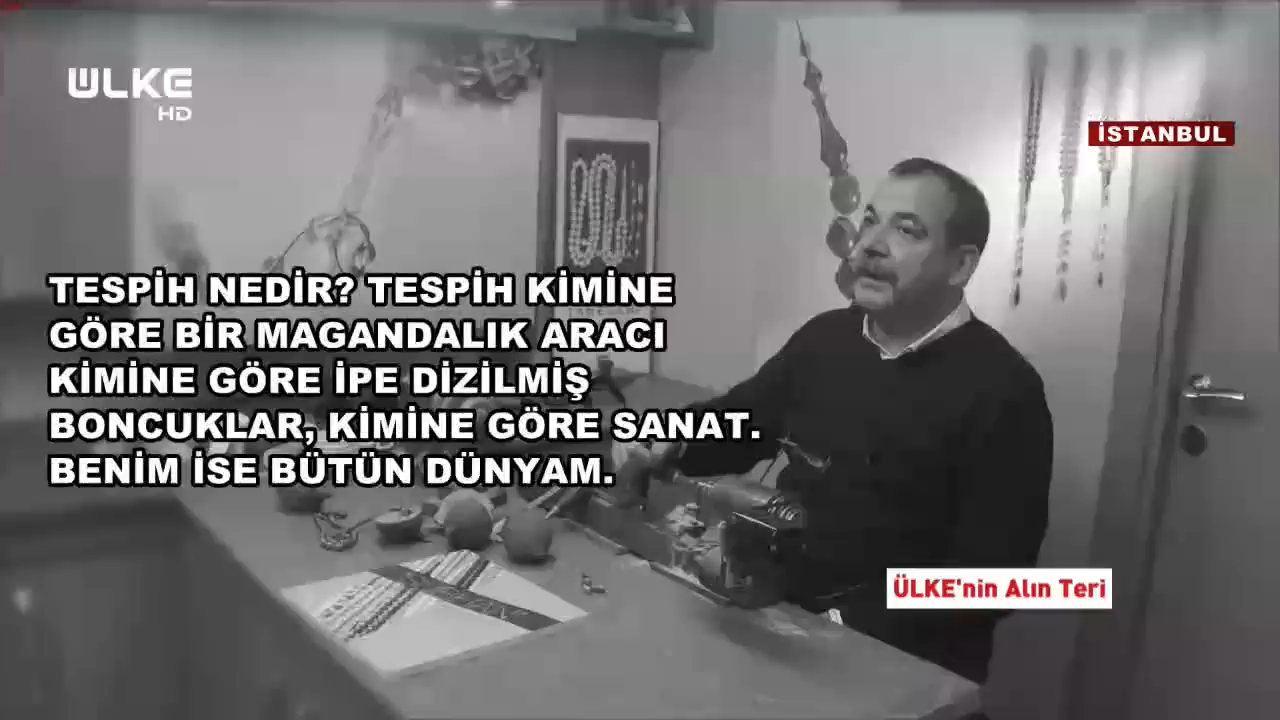 ÜLKE
HD
İSTANBUL
TESPİH NEDİR? TESPİH KİMİNE
GÖRE BİR MAGANDALIK ARACI
KİMİNE GÖRE İPE DİZİLMİŞ
BONCUKLAR, KİMİNE GÖRE SANAT.
BENİM İSE BÜTÜN DÜNYAM.
ÜLKE'nin Alın Teri